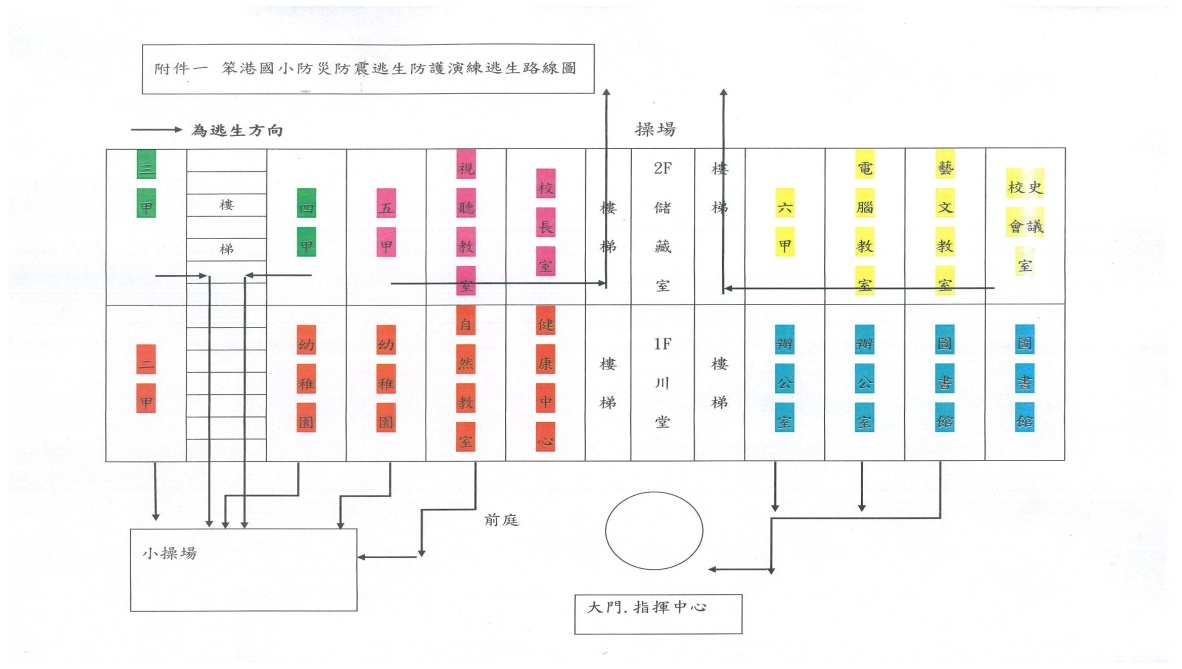 附件一 笨港國小防災防震逃生防護演練逃生路線圖
為逃生方向
操場
三甲
樓梯
四甲
五甲
視聽教室
校長室
樓梯
2F儲藏室
樓梯
六甲
電腦教室
藝文教室
校史會議室
二甲
幼稚園
幼稚園
自然教室
健康中心
樓梯
1F川堂
樓梯
辦公室
辦公室
圖書館
圖書館
前庭
小操場
大門.指揮中心